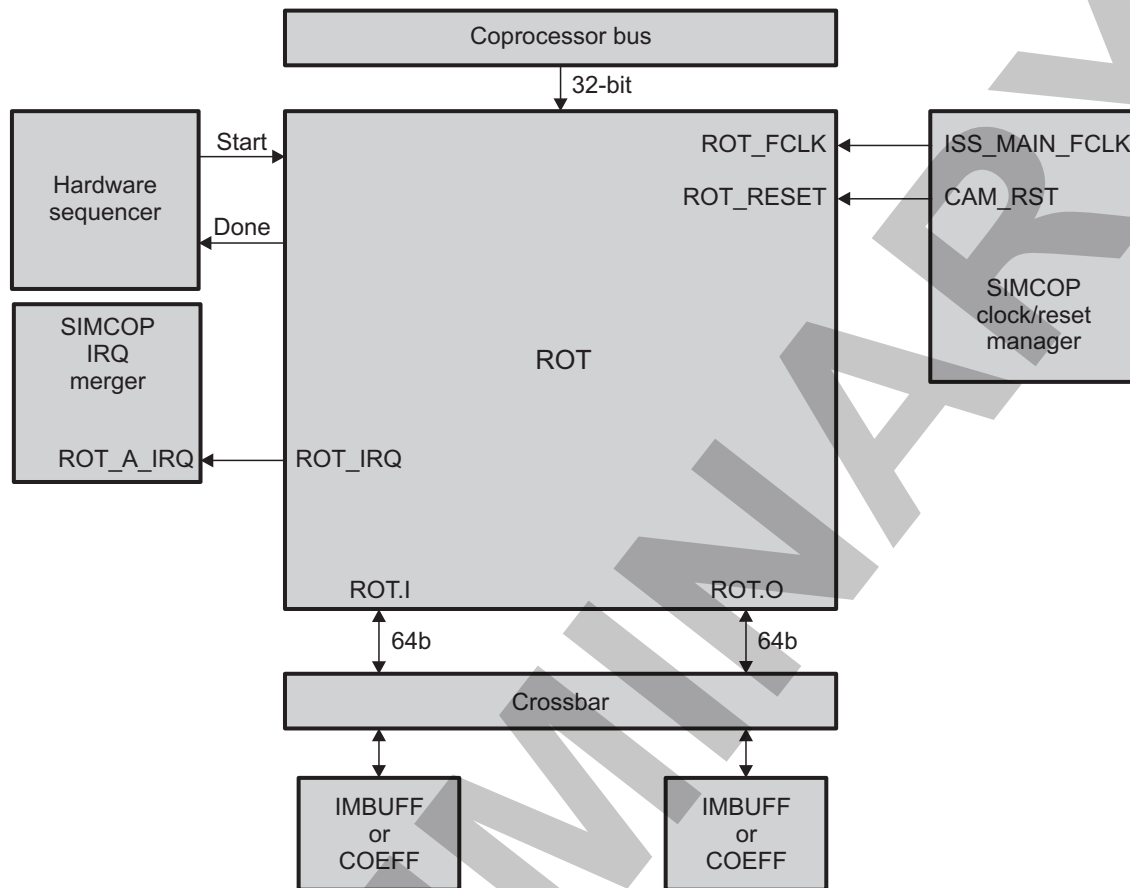 Coprocessor bus
32-bit
Hardware
sequencer
Start
Done
ROT_FCLK
ISS_MAIN_FCLK
ROT_RESET
CAM_RST
SIMCOP
clock/reset
manager
SIMCOP
IRQ
merger
ROT
ROT_A_IRQ
ROT_IRQ
ROT.I
ROT.O
64b
64b
Crossbar
IMBUFF
or
COEFF
IMBUFF
or
COEFF
MINARY